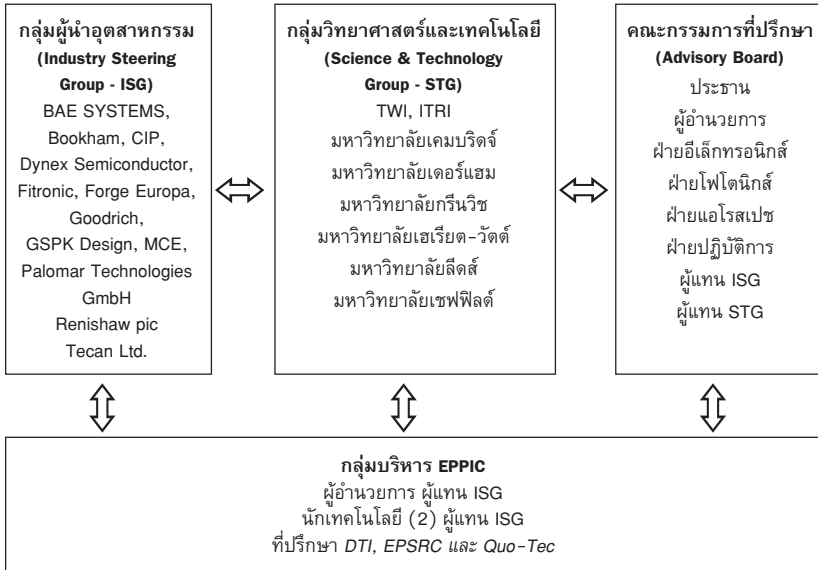 กลุ่มผู้นำอุตสาหกรรม
(Industry Steering
Group - ISG)
BAE SYSTEMS,
Bookham, CIP,
Dynex Semiconductor,
Fitronic, Forge Europa,
Goodrich,
GSPK Design, MCE,
Palomar Technologies
GmbH
Renishaw pic
Tecan Ltd.
กลุ่มวิทยาศาสตร์และเทคโนโลยี
(Science & Technology
Group - STG)
TWI, ITRI
มหาวิทยาลัยเคมบริดจ์
มหาวิทยาลัยเดอร์แฮม
มหาวิทยาลัยกรีนวิช
มหาวิทยาลัยเฮเรียต-วัตต์
มหาวิทยาลัยลีดส์
มหาวิทยาลัยเชฟฟิลด์
คณะกรรมการที่ปรึกษา
(Advisory Board)
ประธาน
ผู้อำนวยการ
ฝ่ายอีเล็กทรอนิกส์
ฝ่ายโฟโตนิกส์
ฝ่ายแอโรสเปซ
ฝ่ายปฏิบัติการ
ผู้แทน ISG
ผู้แทน STG
กลุ่มบริหาร EPPIC
ผู้อำนวยการ ผู้แทน ISG
นักเทคโนโลยี (2) ผู้แทน ISG
ที่ปรึกษา DTI, EPSRC และ Quo-Tec